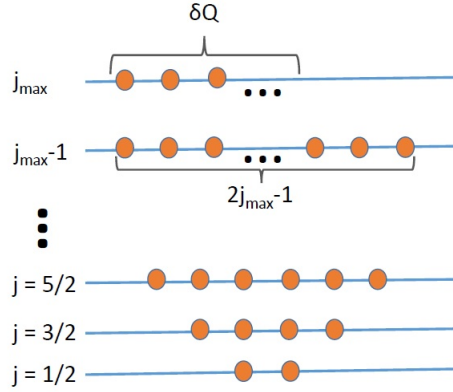 δQ
jmax
jmax-1
2jmax-1
j = 5/2
j = 3/2
j = 1/2